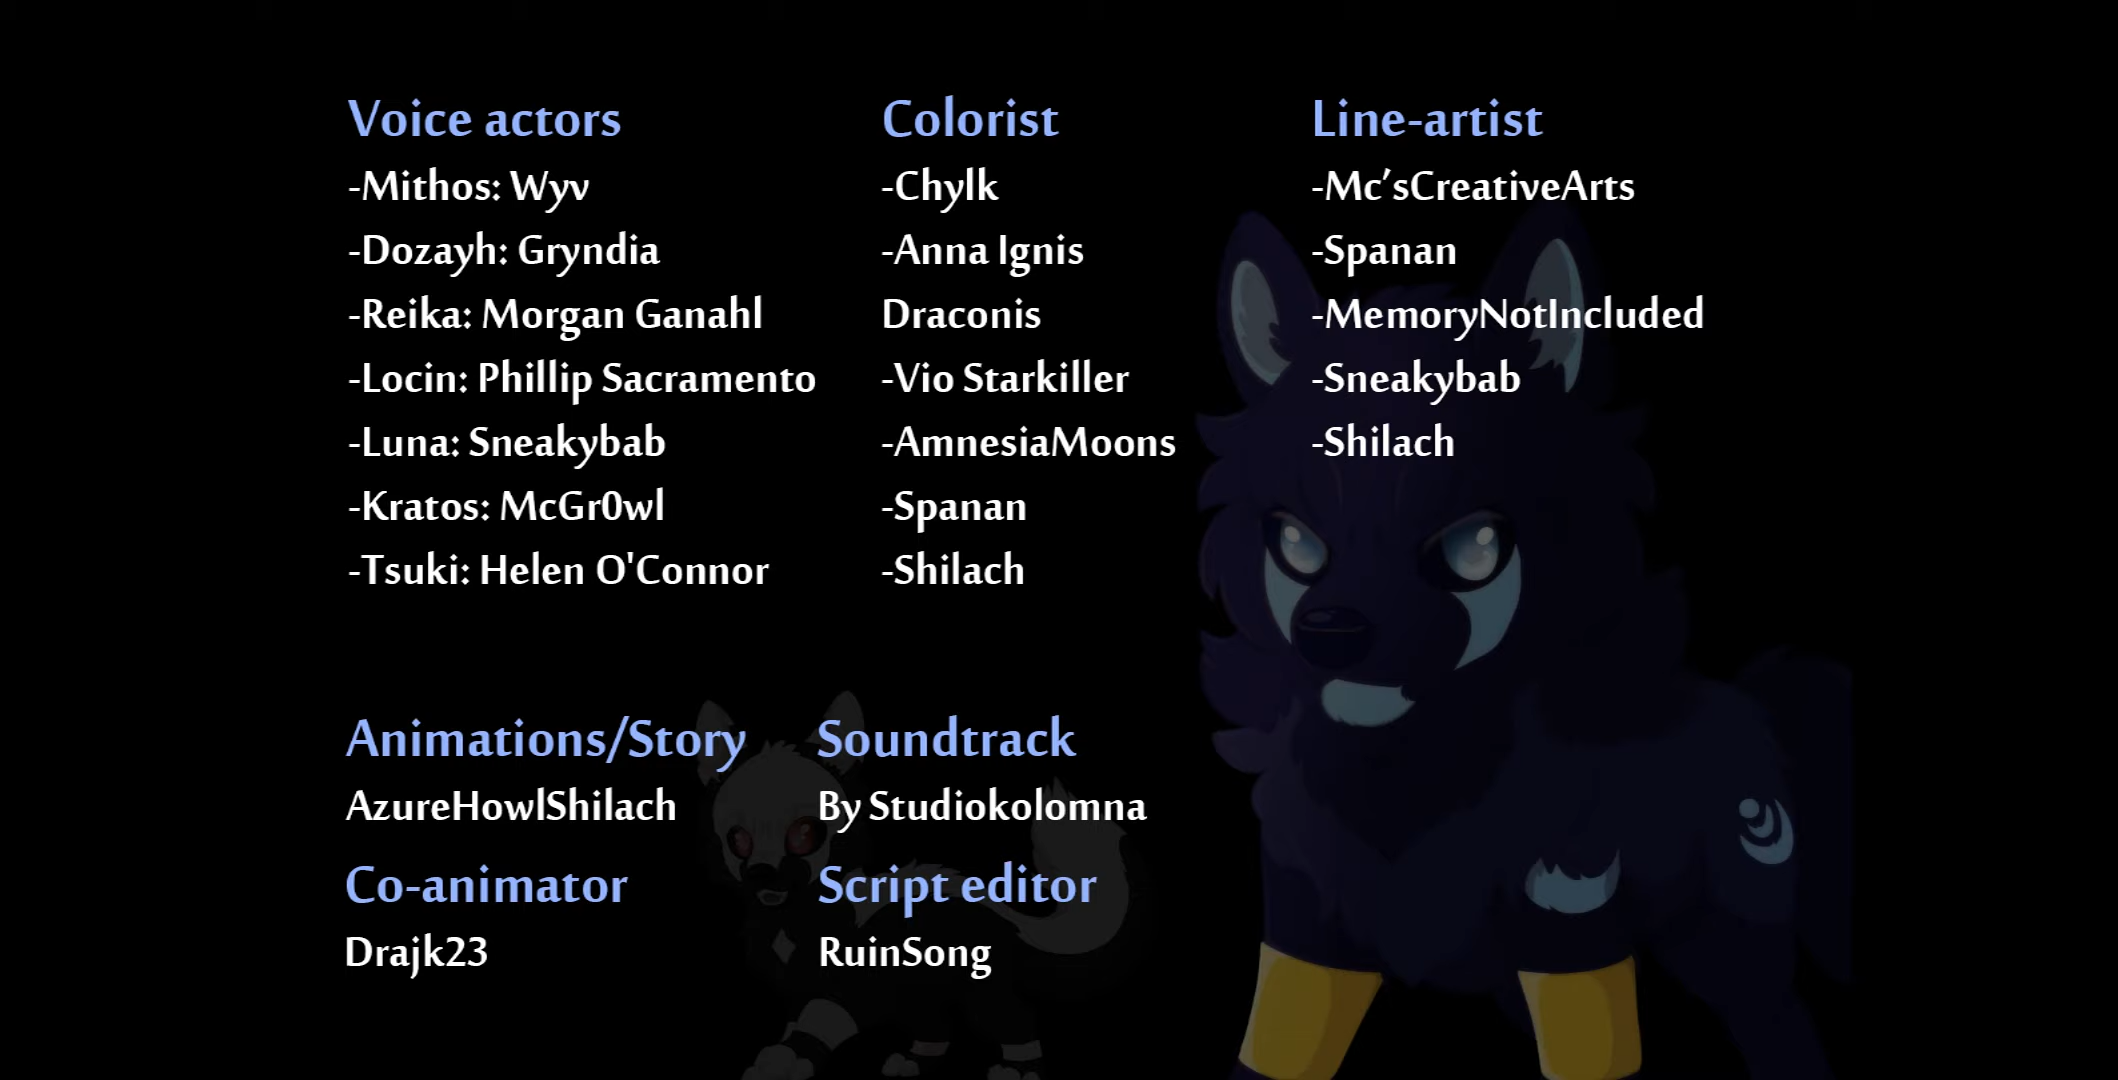 Voice actors
-Mithos: Wyv
-Dozayh: Gryndia
-Reika: Morgan Ganahl
-Locin: Phillip Sacramento
-Luna: Sneakybab
-Kratos: McGr0wl
-Tsuki: Helen O'Connor
Colorist
-Chylk
-Anna Ignis
Draconis
-Vio Starkiller
-AmnesiaMoons
-Spanan
-Shilach
Line-artist
-Mc’sCreativeArts
-Spanan
-MemoryNotIncluded
-Sneakybab
-Shilach
Animations/Story
AzureHowlShilach
Co-animator
Drajk23
Soundtrack
By Studiokolomna
Script editor
RuinSong